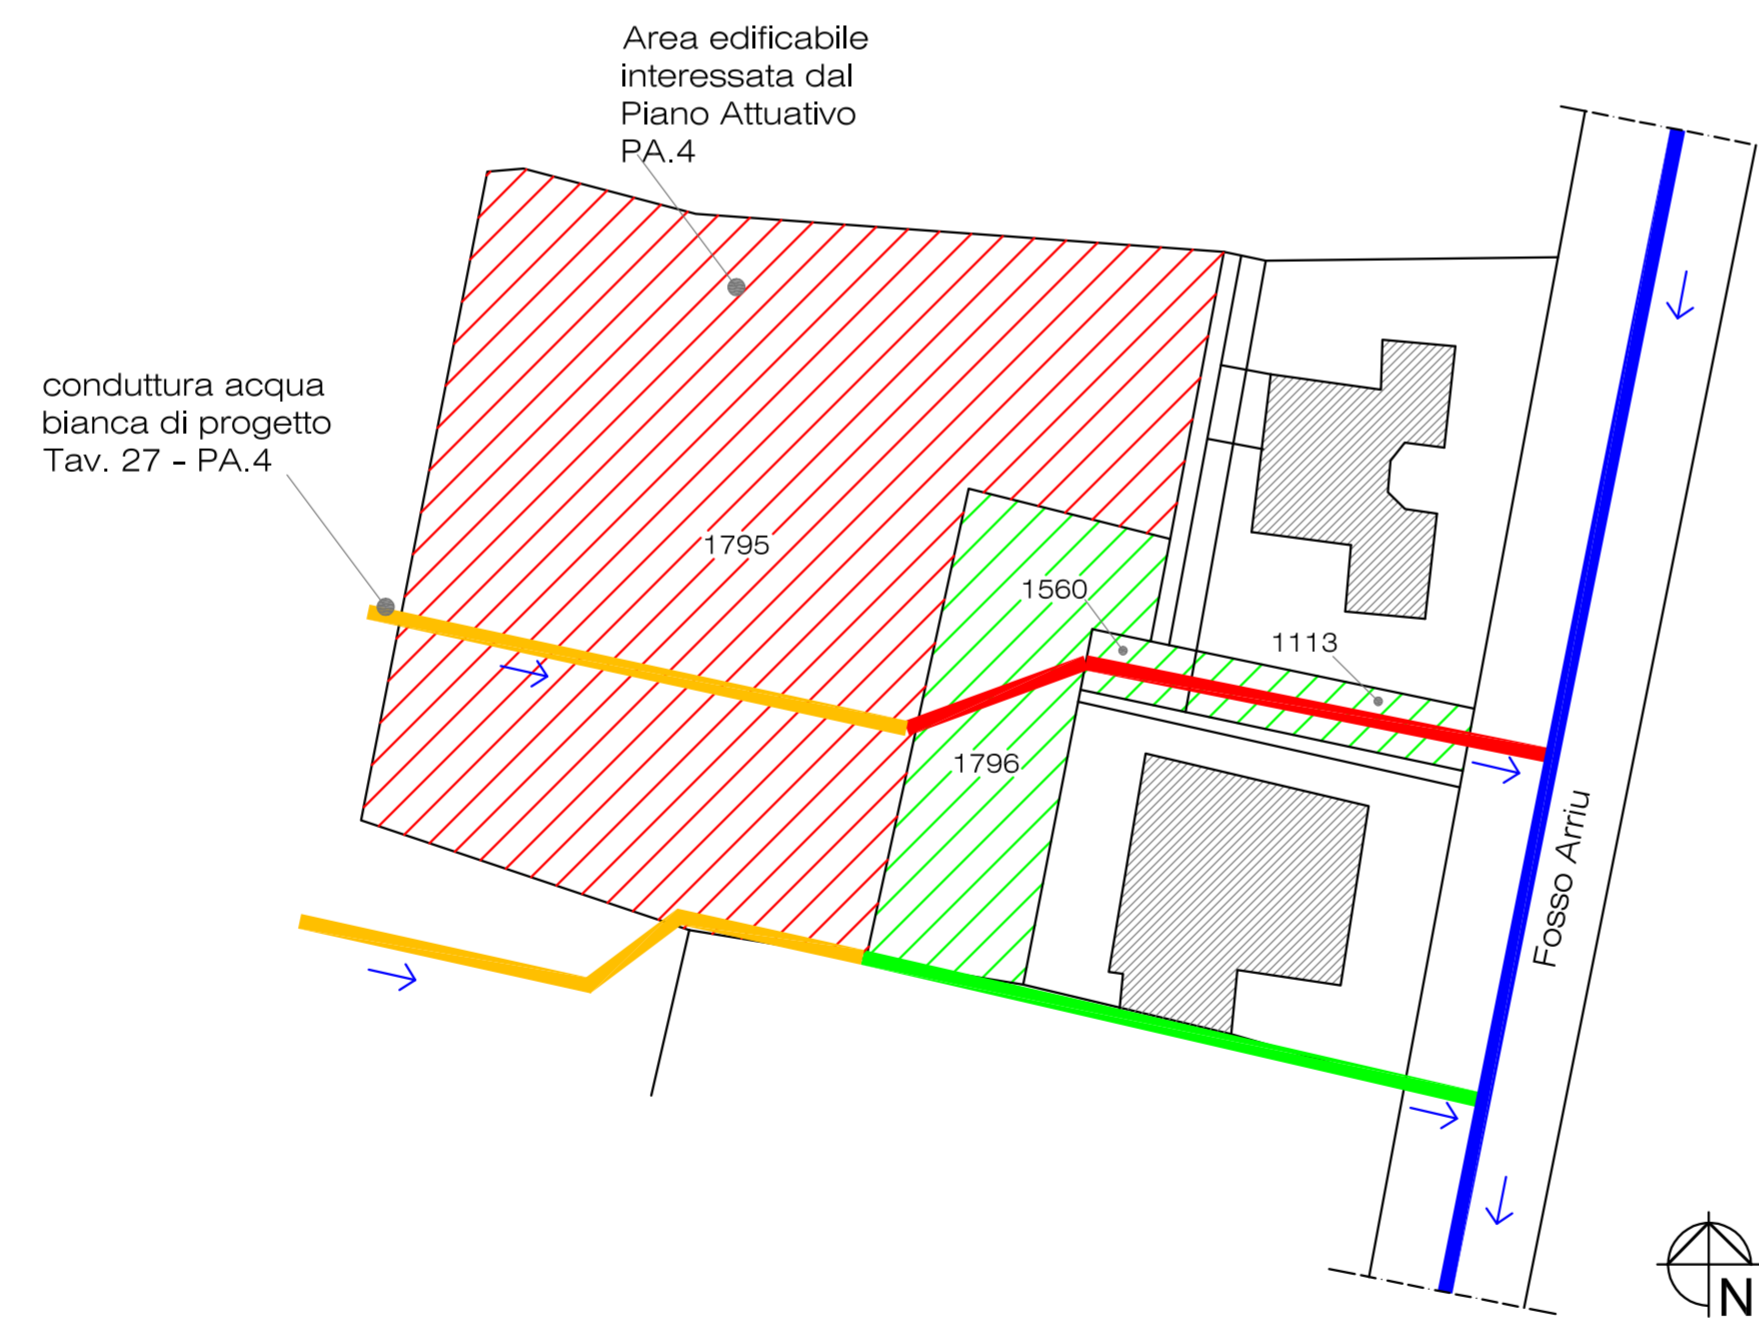 Area edificabile
interessata dal
Piano Attuativo
PA.4
conduttura acqua
bianca di progetto
Tav. 27 - PA.4
1795
1560
1113
1796
Fosso Arriu
N